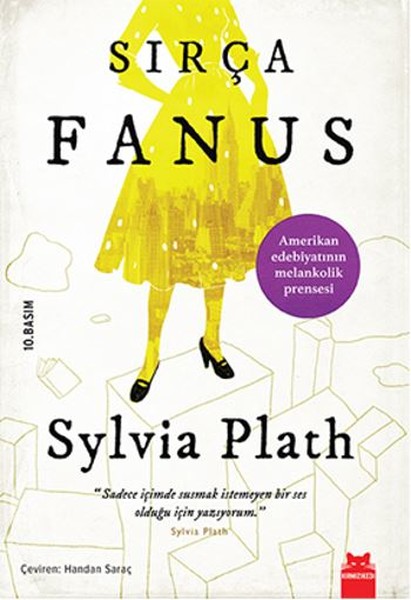 SIRÇA
FANUS
Amerikan
edebiyatının
melankolik
prensesi
10.BASIM
Sylvia Plath
"Sadece içimde susmak istemeyen bir ses
olduğu için yazıyorum."
Sylvia Plath
Çeviren: Handan Saraç
KIRMIZIKEDİ